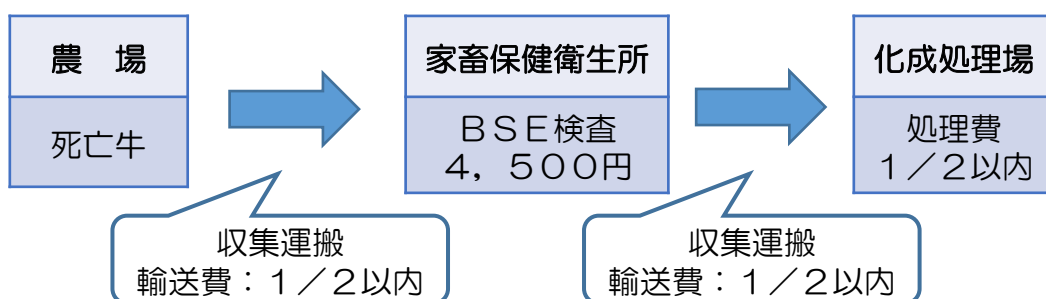 農　場
死亡牛
家畜保健衛生所
ＢＳＥ検査
４，５００円
化成処理場
処理費
１／２以内
収集運搬
輸送費：１／２以内
収集運搬
輸送費：１／２以内